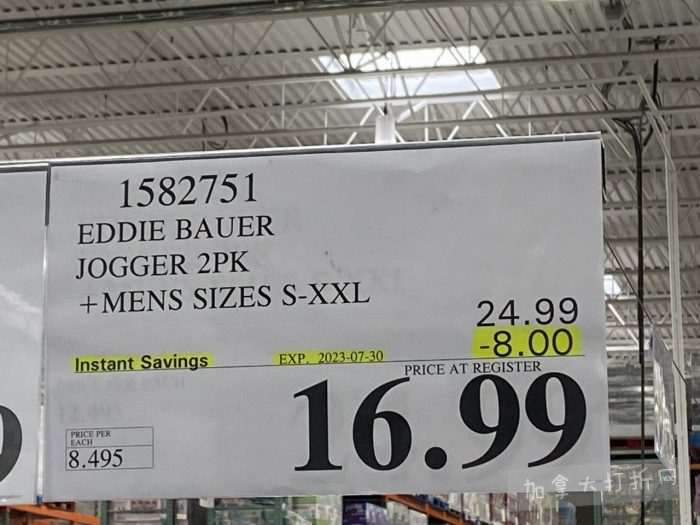 1582751
EDDIE BAUER
JOGGER 2PK
+MENS SIZES S-XXL
24.99
-8.00
Instant Savings EXP. 2023-07-30
PRICE AT REGISTER
16.99
PRICE PER
EACH
8.495
加拿大打折网